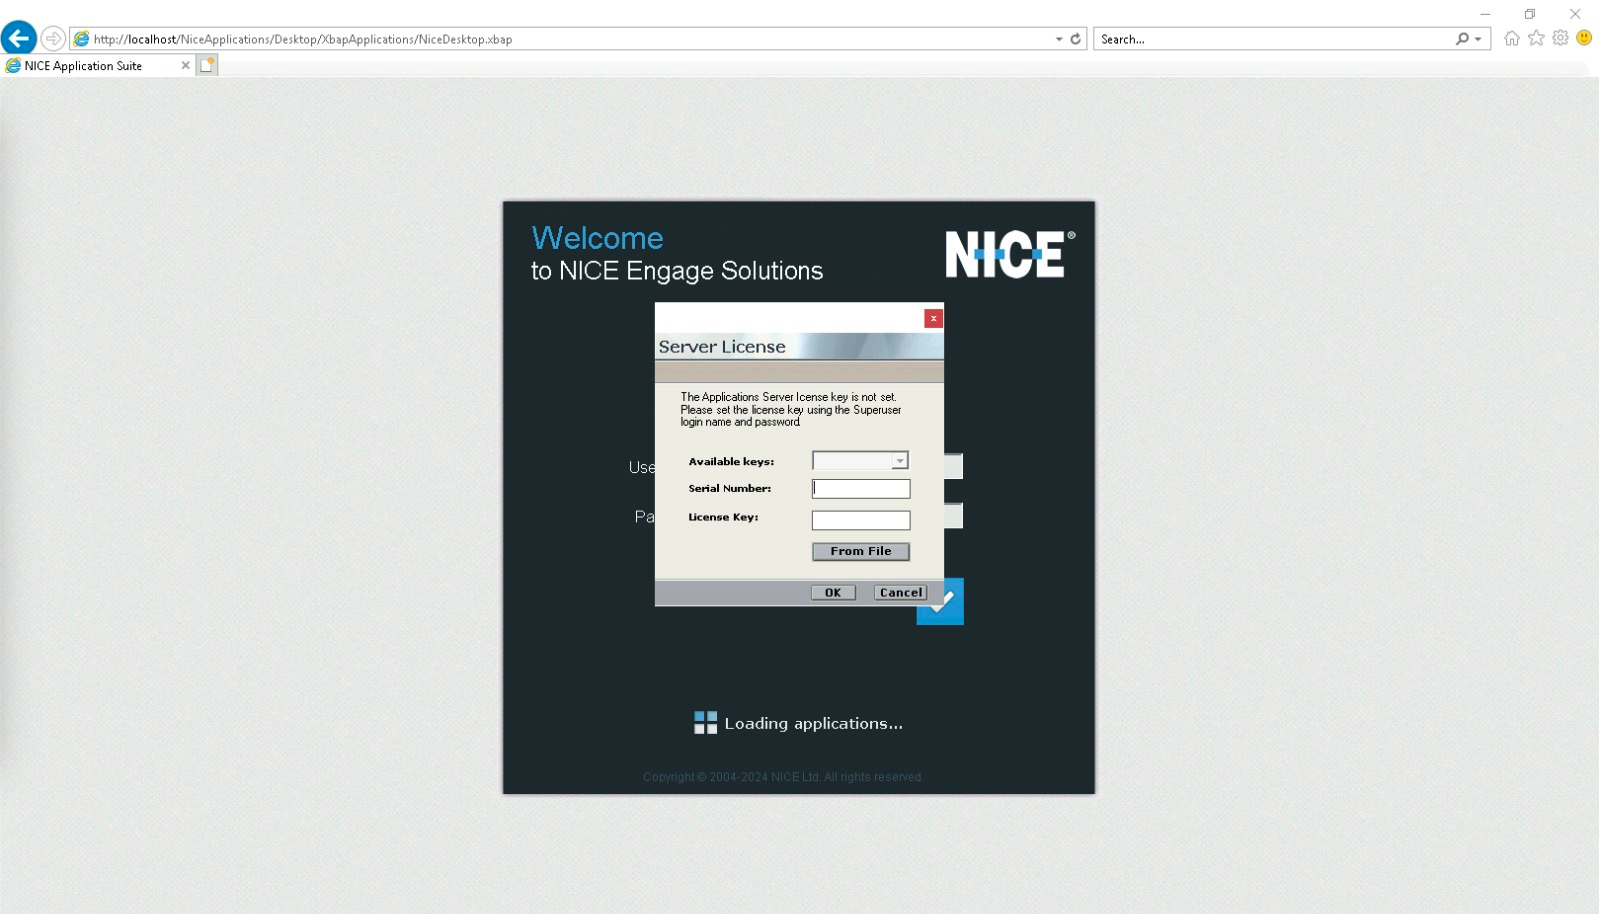 http://localhost/NiceApplications/Desktop/XbapApplications/NiceDesktop.xbap
Search...
NICE Application Suite
Welcome
to NICE Engage Solutions
NICE®
Server License
The Applications Server license key is not set.
Please set the license key using the Superuser
login name and password.
Available keys:
Use
Serial Number:
Pa
License Key:
From File
OK
Cancel
Loading applications...
Copyright © 2004-2024 NICE Ltd. All rights reserved.